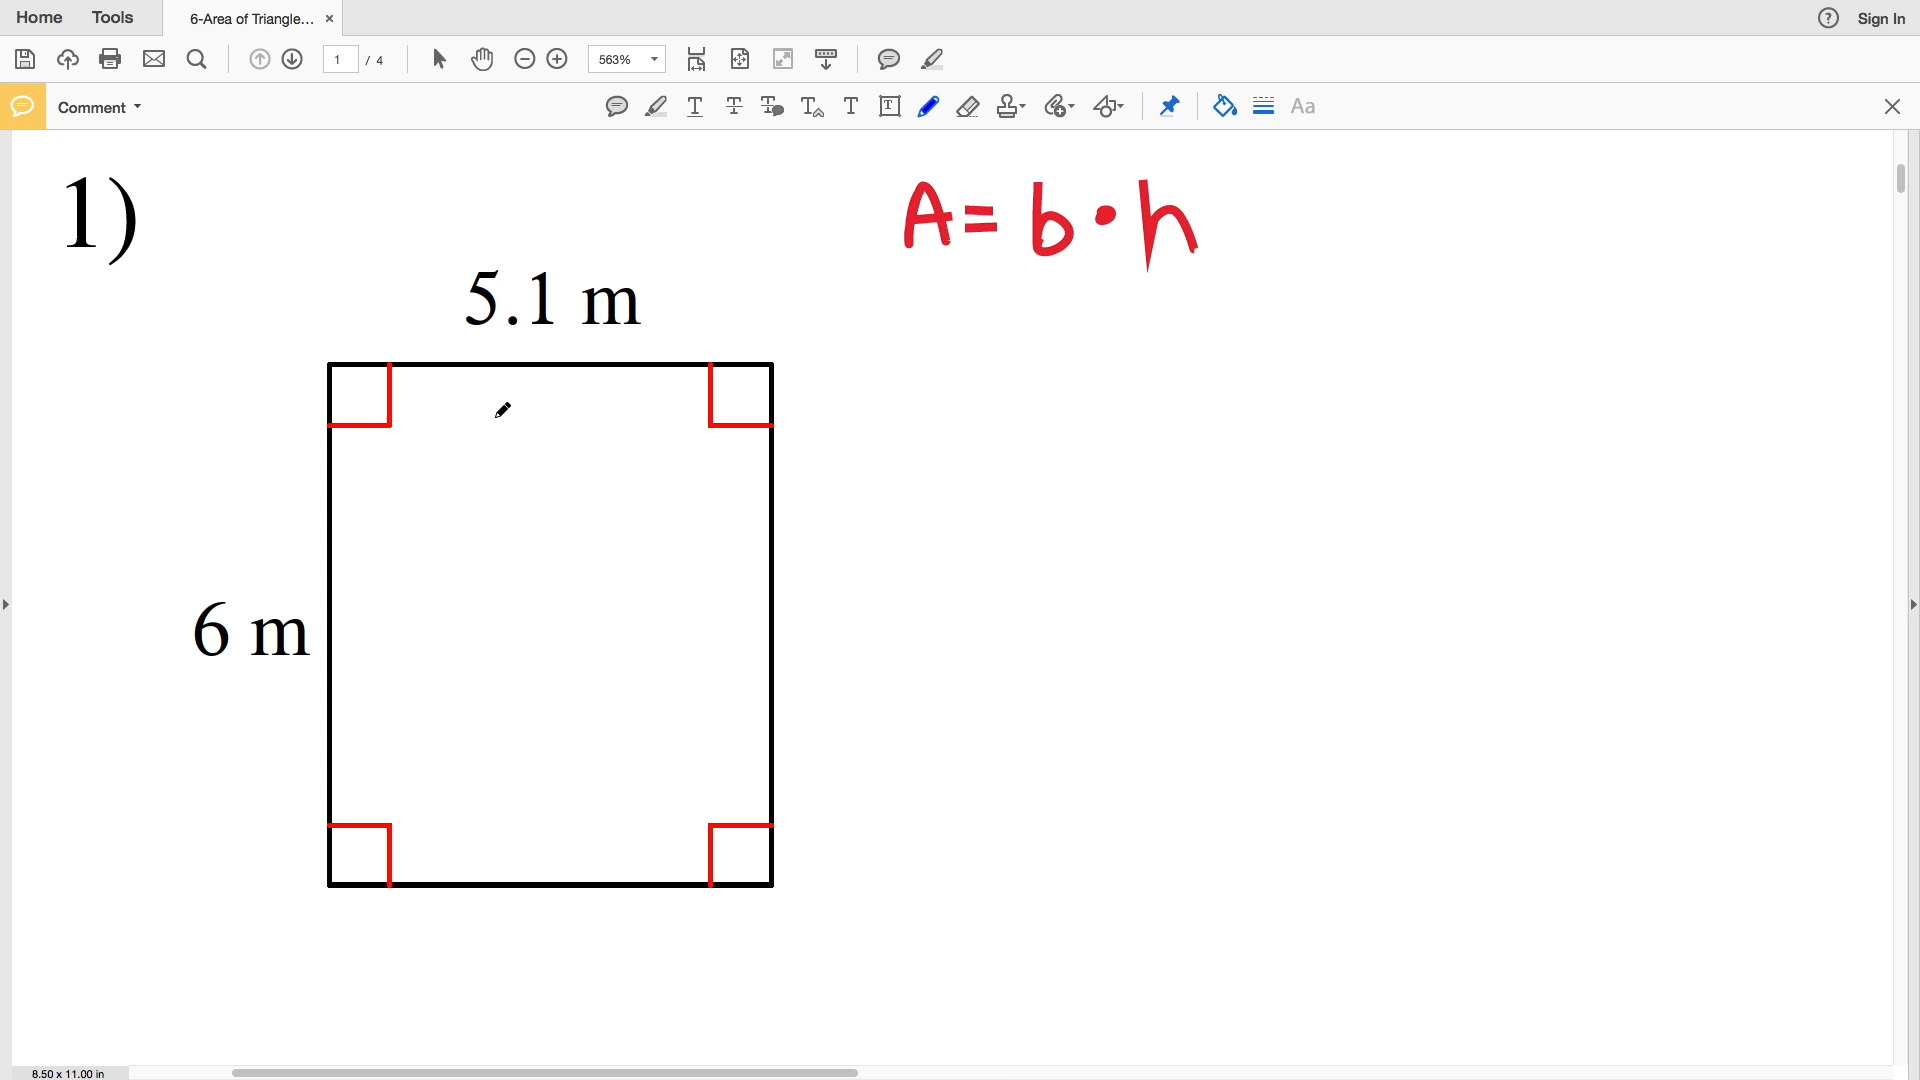 Home Tools 6-Area of Triangle... × ? Sign In
1 / 4 563%
Comment T T T T T T Aa
1)
A = b • h
5.1 m
6 m
8.50 x 11.00 in